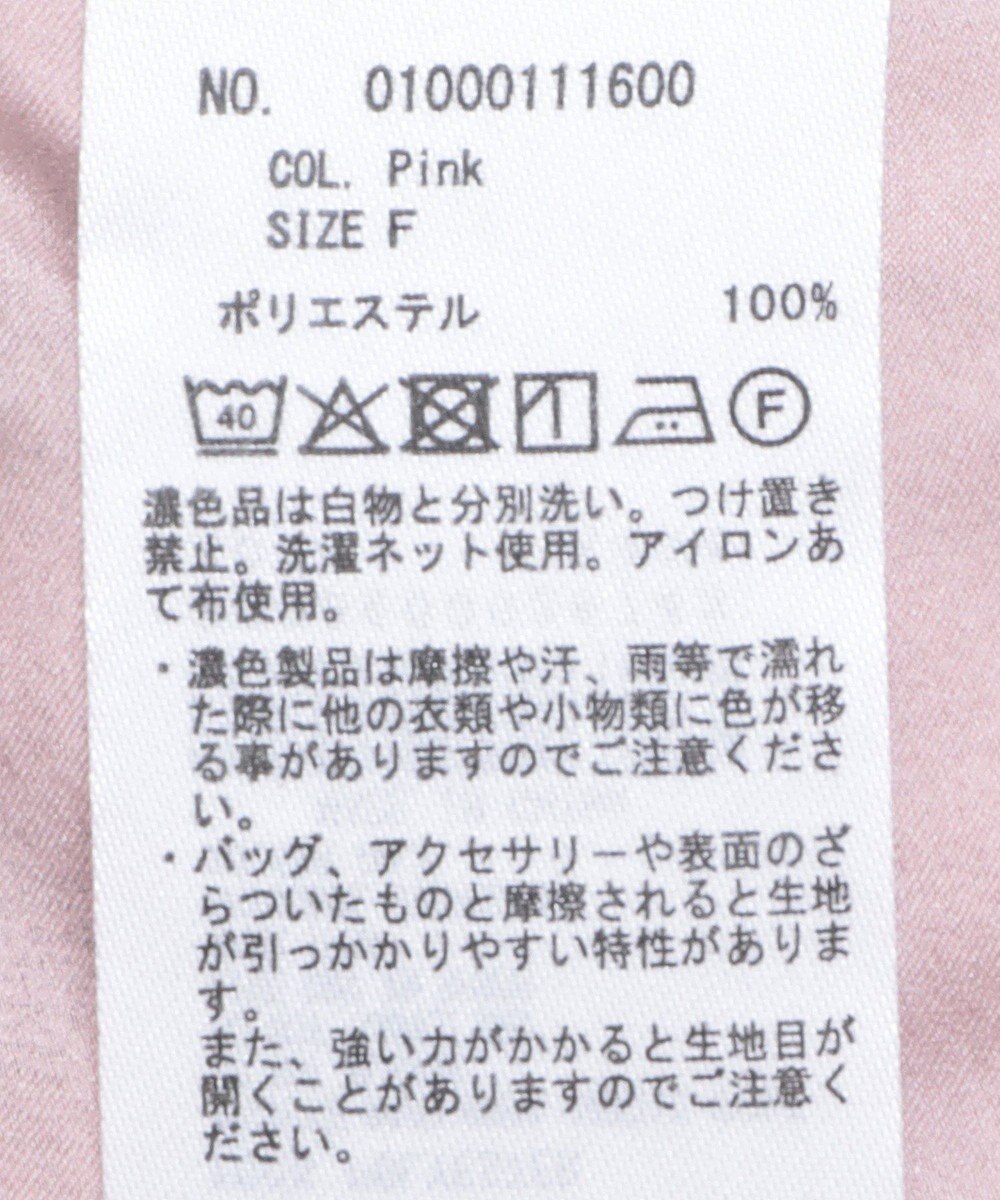 NO. 01000111600
COL. Pink
SIZE F
ポリエステル 100%
40 F
濃色品は白物と分別洗い。つけ置き
禁止。洗濯ネット使用。アイロンあ
て布使用。
・濃色製品は摩擦や汗、雨等で濡れ
た際に他の衣類や小物類に色が移
る事がありますのでご注意くださ
い。
・バッグ、アクセサリーや表面のざ
らついたものと摩擦されると生地
が引っかかりやすい特性がありま
す。
また、強い力がかかると生地目が
開くことがありますのでご注意く
ださい。